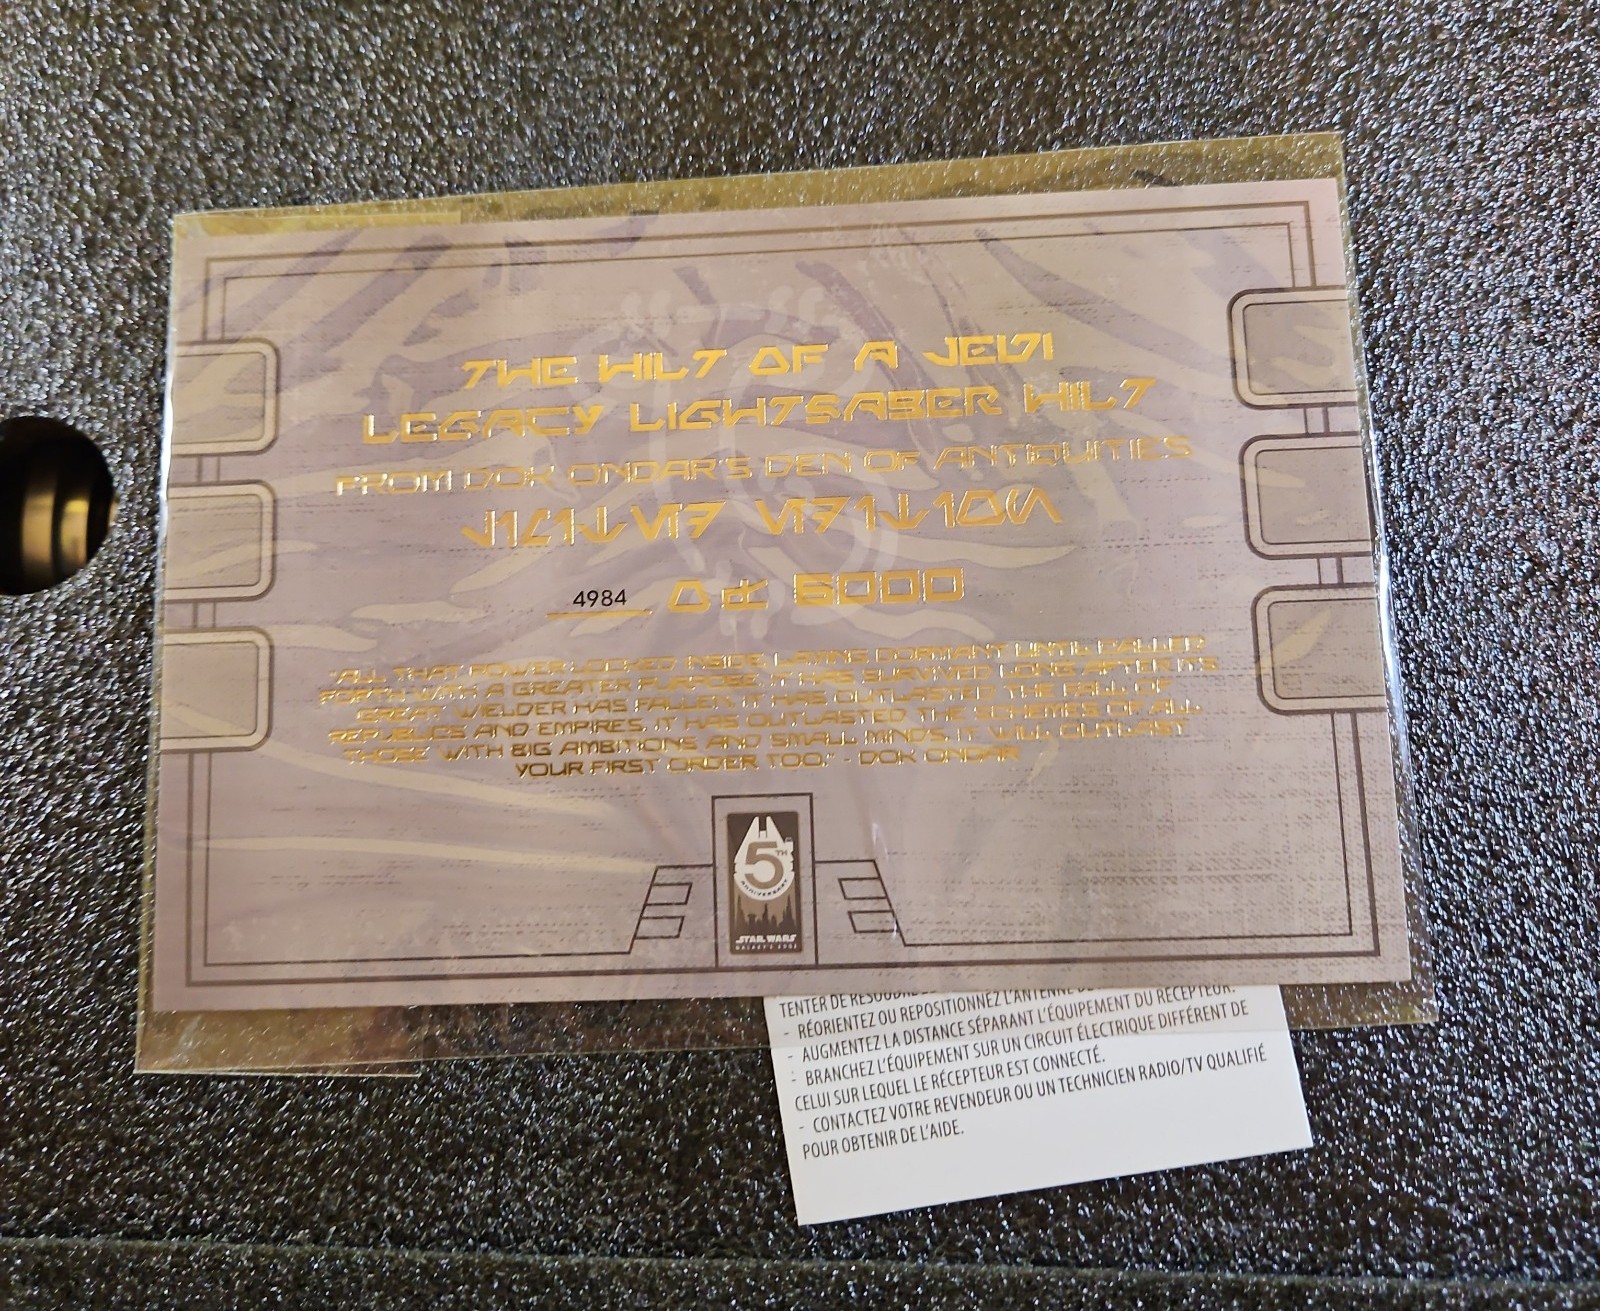 THE HILT OF A JEDI
LEGACY LIGHTSABER HILT
FROM DOK ONDAR'S DEN OF ANTIQUITIES
4984 OF 5000
"ALL THAT POWER LOCKED INSIDE, LAYING DORMANT UNTIL CALLED
FORTH WITH A GREATER PURPOSE. IT HAS SURVIVED LONG AFTER ITS
GREAT WIELDER HAS FALLEN. IT HAS OUTLASTED THE FALL OF
REPUBLICS AND EMPIRES. IT HAS OUTLASTED THE SCHEMES OF ALL
THOSE WITH BIG AMBITIONS AND SMALL MINDS. IT WILL OUTLAST
YOUR FIRST ORDER TOO." - DOK ONDAR
5TH
ANNIVERSARY
STAR WARS
GALAXY'S EDGE
TENTER DE RÉSOUDRE
- RÉORIENTEZ OU REPOSITIONNEZ L'ANTENNE DE
- AUGMENTEZ LA DISTANCE SÉPARANT L'ÉQUIPEMENT DU RÉCEPTEUR.
- BRANCHEZ L'ÉQUIPEMENT SUR UN CIRCUIT ÉLECTRIQUE DIFFÉRENT DE
CELUI SUR LEQUEL LE RÉCEPTEUR EST CONNECTÉ.
- CONTACTEZ VOTRE REVENDEUR OU UN TECHNICIEN RADIO/TV QUALIFIÉ
POUR OBTENIR DE L'AIDE.